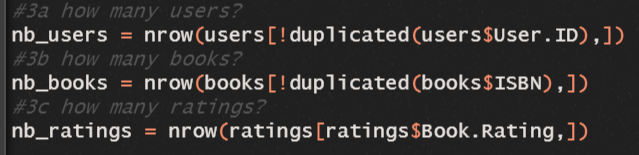 #3a how many users?
nb_users = nrow(users[!duplicated(users$User.ID),])
#3b how many books?
nb_books = nrow(books[!duplicated(books$ISBN),])
#3c how many ratings?
nb_ratings = nrow(ratings[ratings$Book.Rating,])